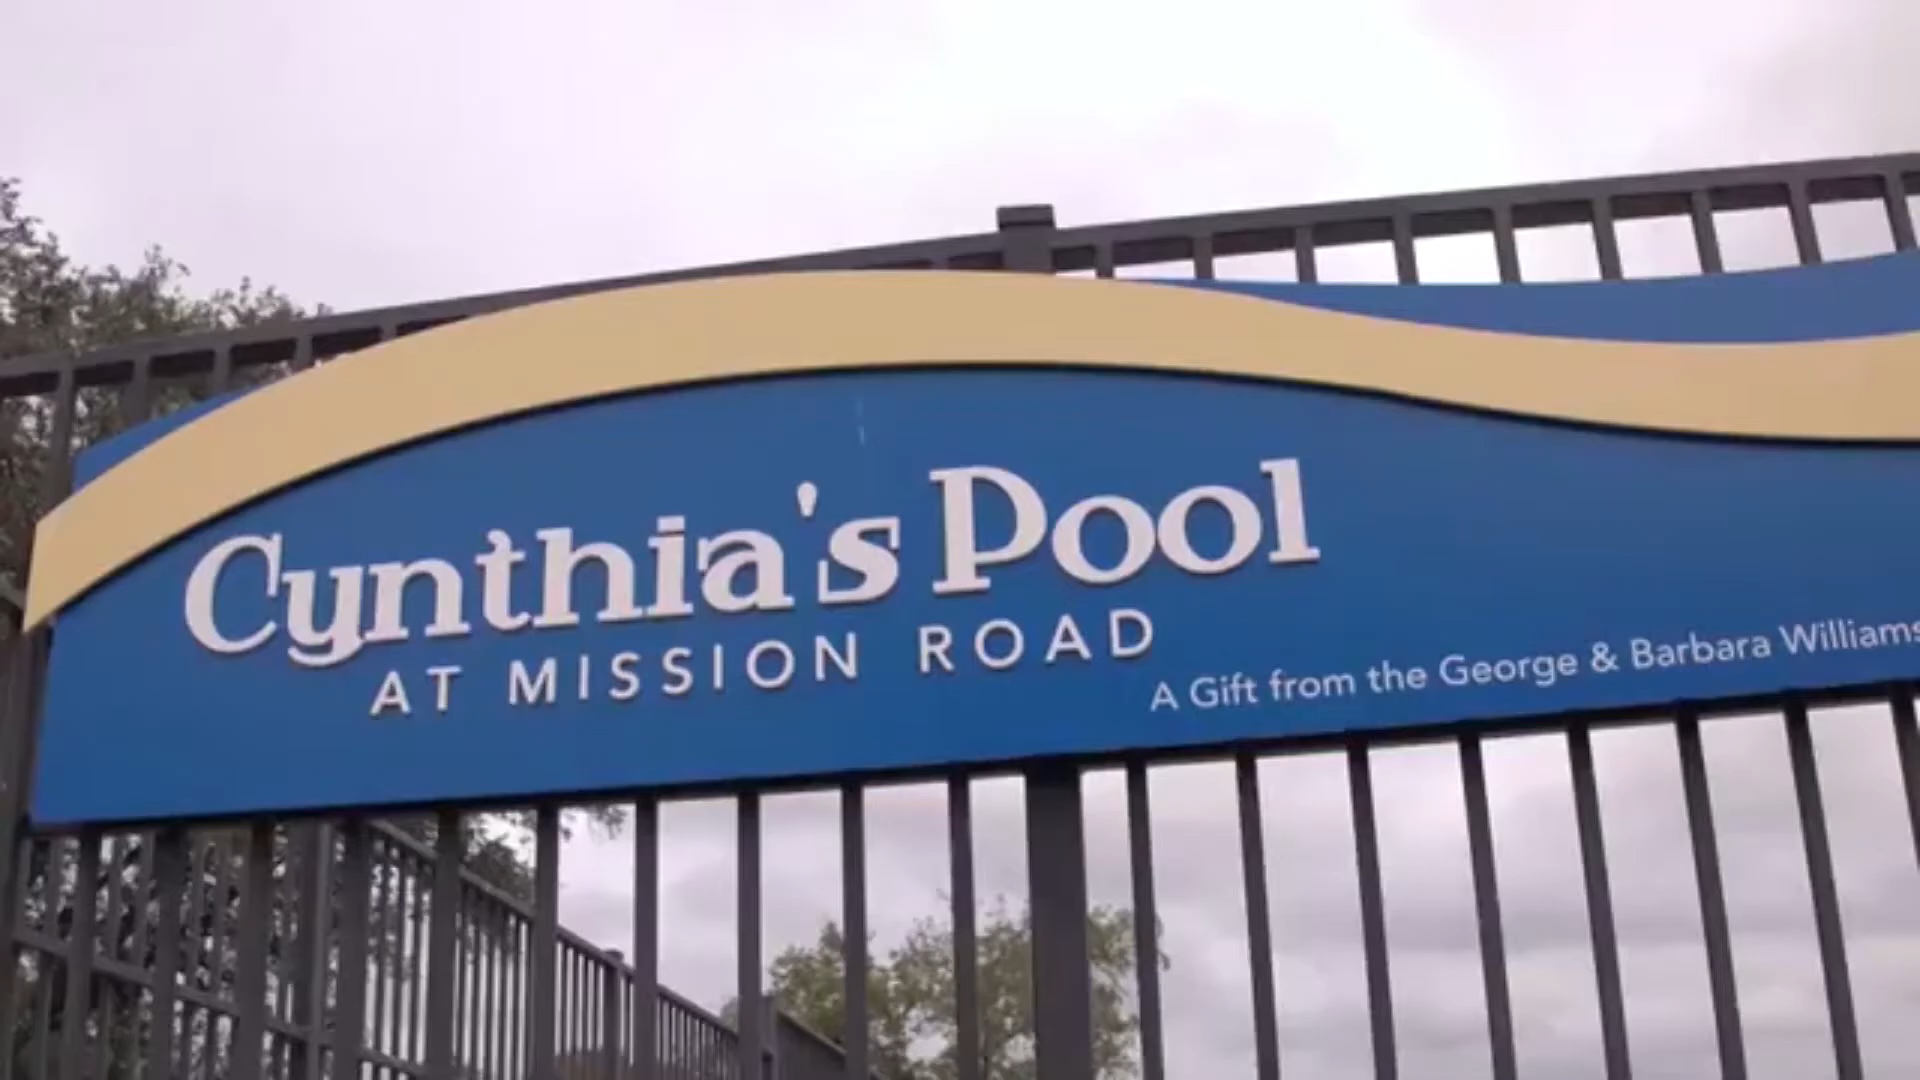 Cynthia's Pool
AT MISSION ROAD
A Gift from the George & Barbara Williams